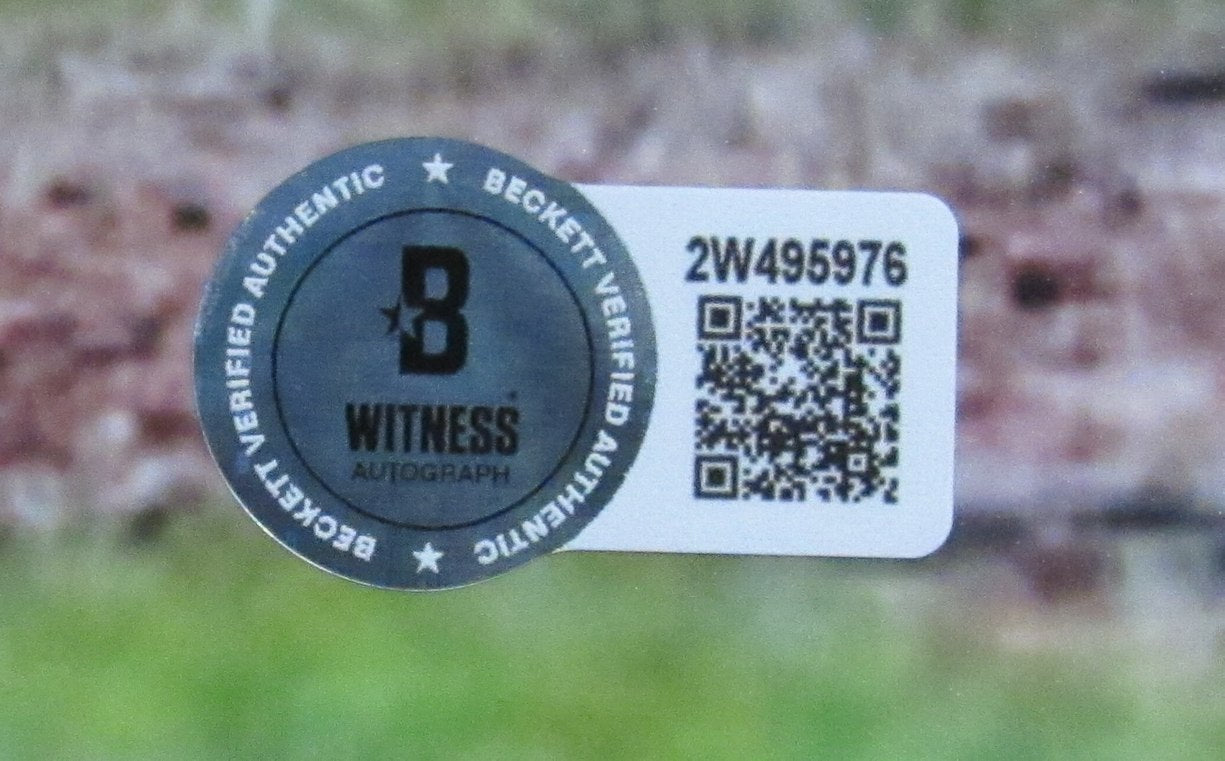 BECKETT VERIFIED AUTHENTIC
BECKETT VERIFIED AUTHENTIC
B
WITNESS
AUTOGRAPH
2W495976